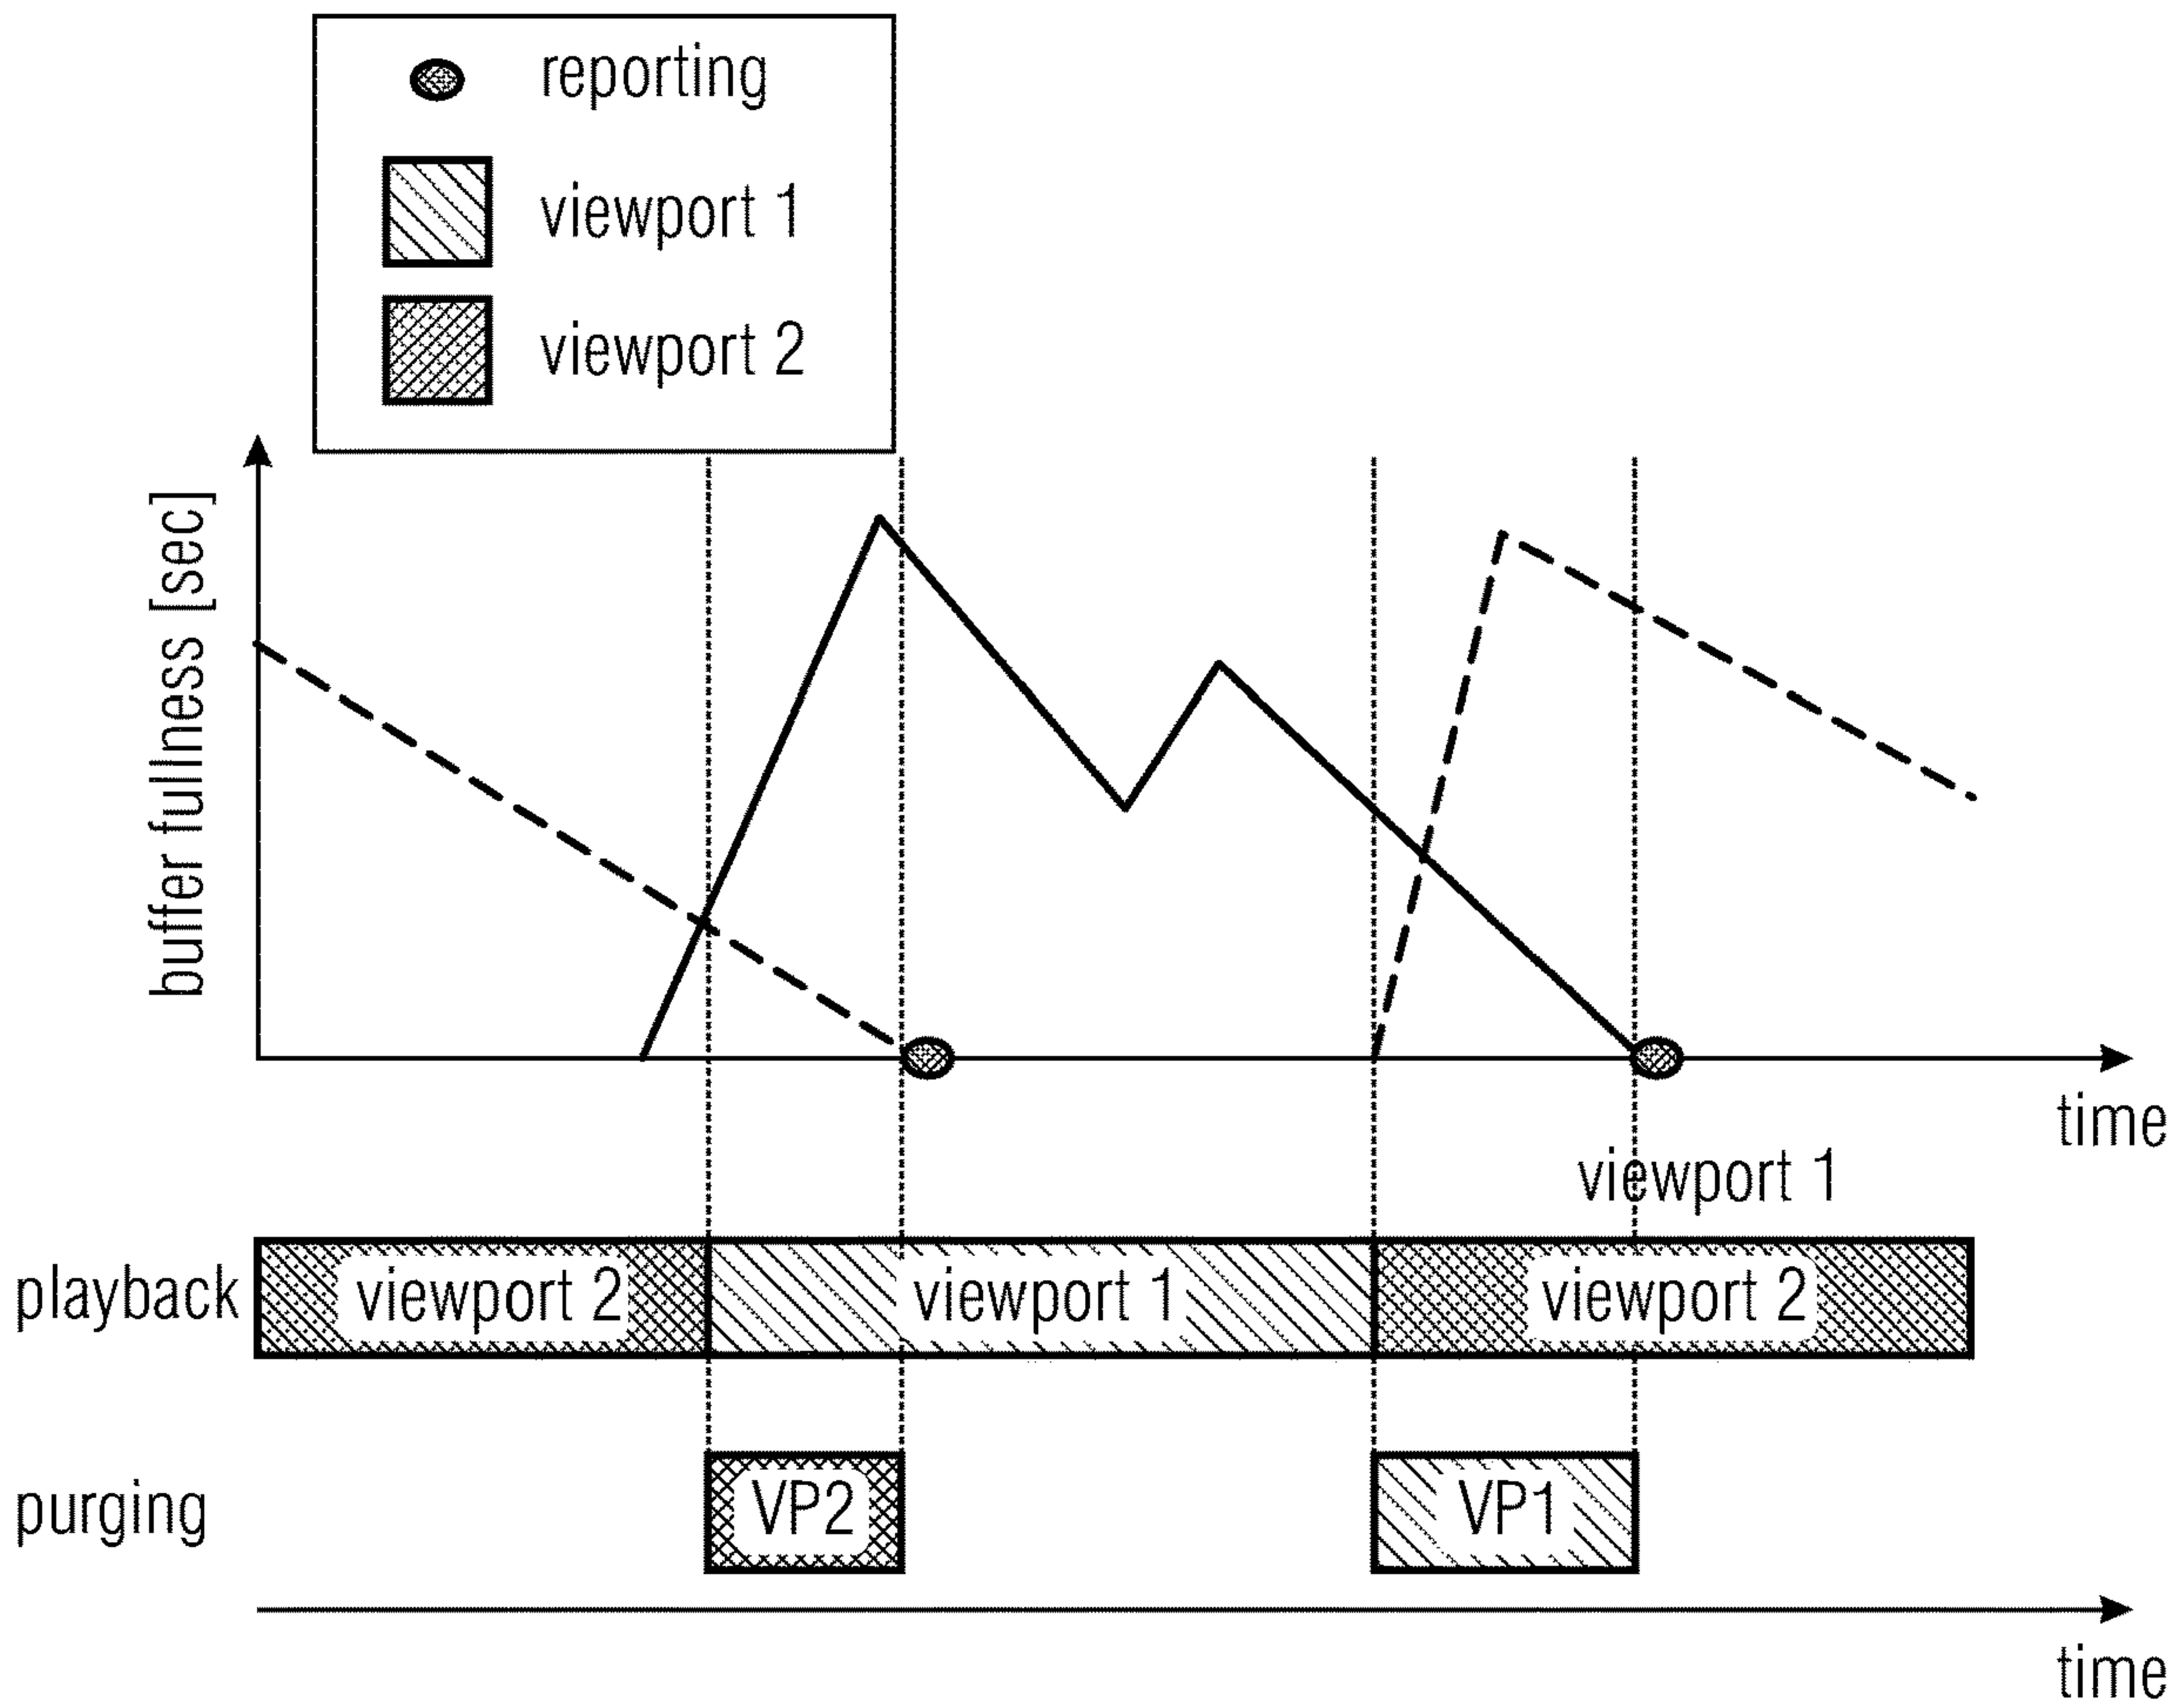 reporting
viewport 1
viewport 2
buffer fullness [sec]
time
viewport 1
playback
viewport 2
viewport 1
viewport 2
purging
VP2
VP1
time